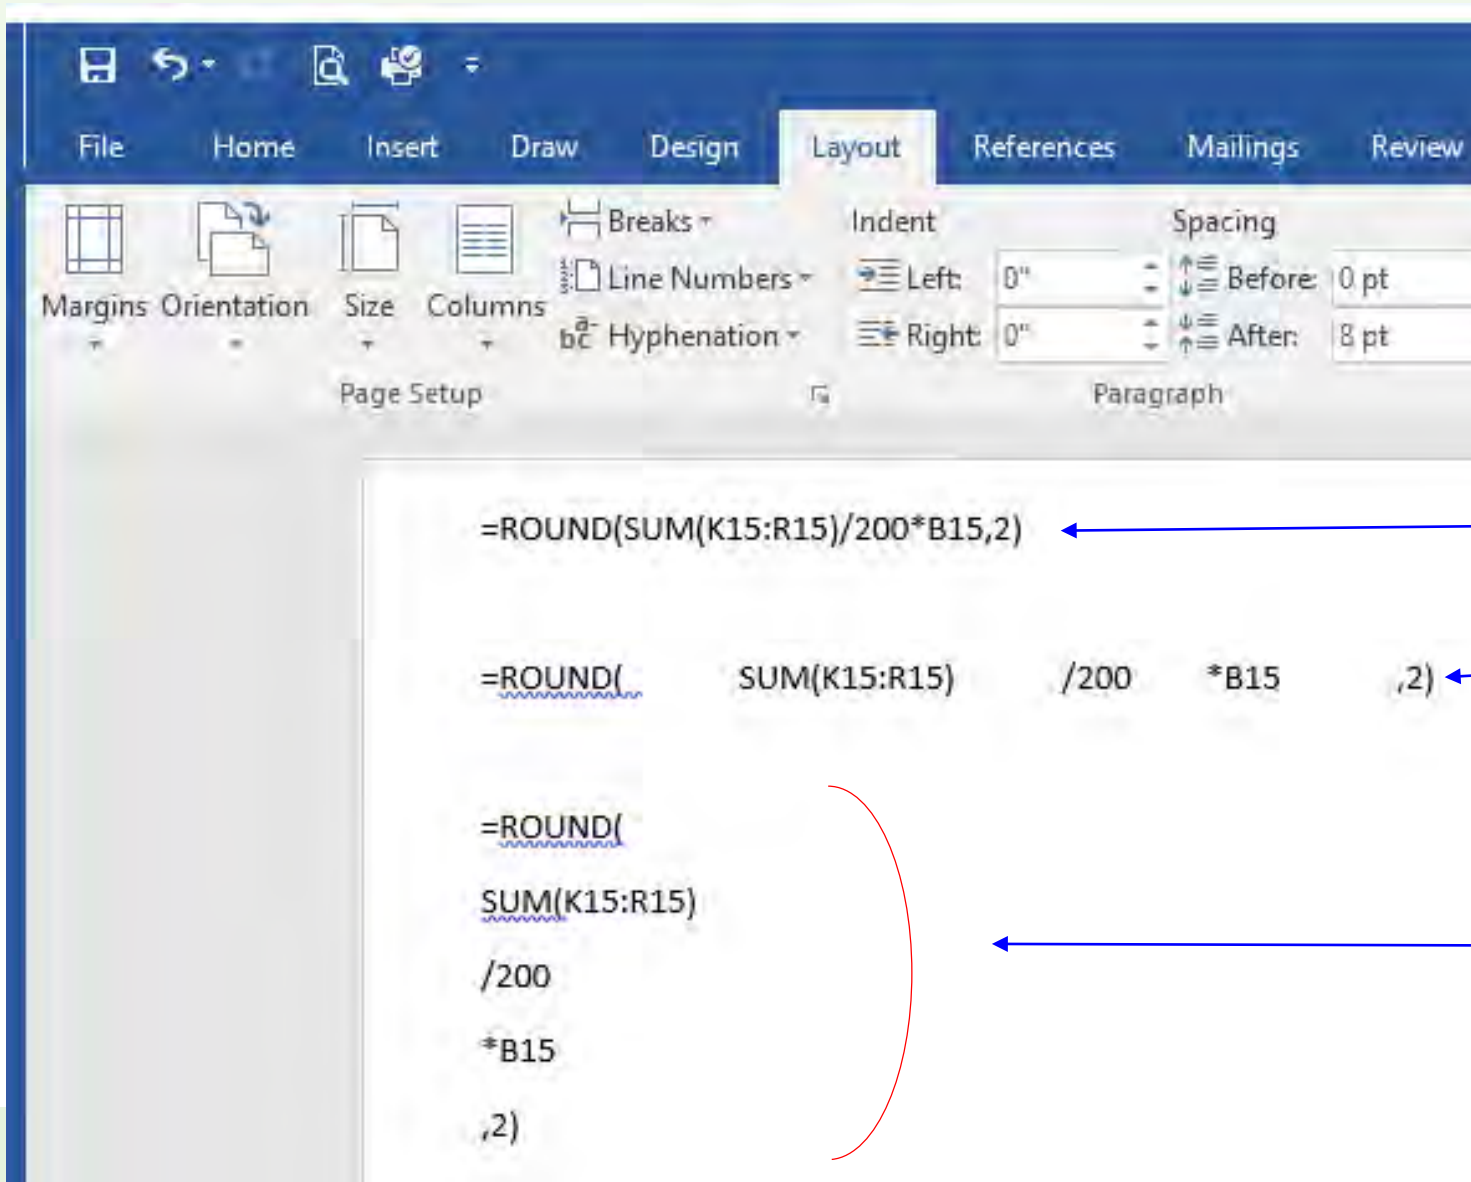 File Home Insert Draw Design Layout References Mailings Review
Breaks Indent Spacing
Line Numbers Left: 0" Before: 0 pt
Margins Orientation Size Columns
Hyphenation Right: 0" After: 8 pt
Page Setup Paragraph
=ROUND(SUM(K15:R15)/200*B15,2)
=ROUND( SUM(K15:R15) /200 *B15 ,2)
=ROUND(
SUM(K15:R15)
/200
*B15
,2)